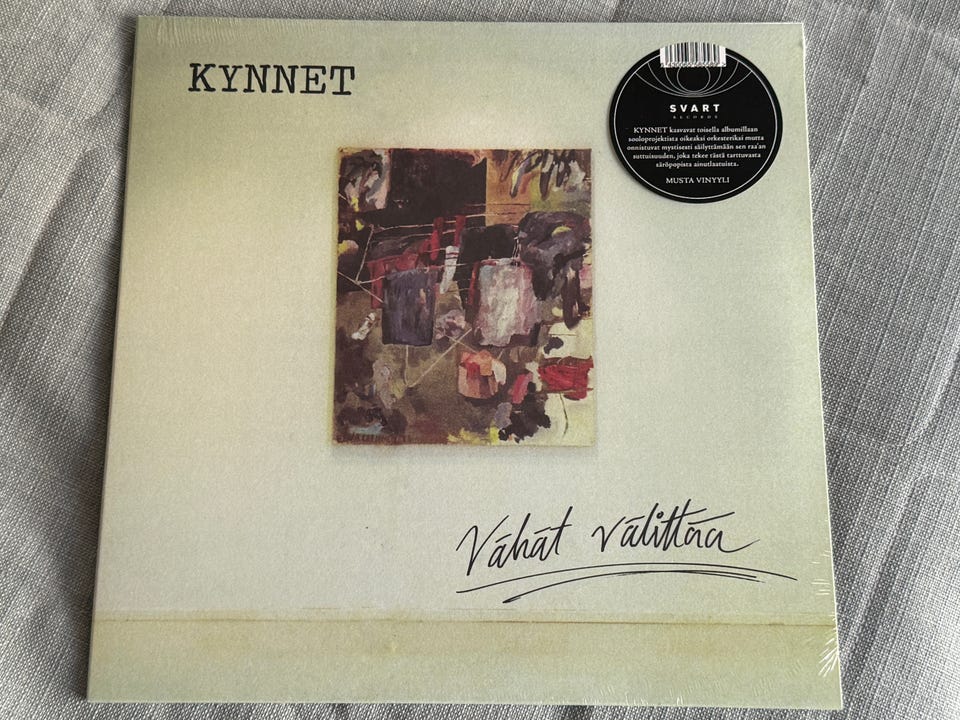 KYNNET
SVART
RECORDS
KYNNET kasvavat toisella albumillaan
sooloprojektista oikeaksi orkesteriksi mutta
onnistuvat mystisesti säilyttämään sen raa'an
suttuisuuden, joka tekee tästä tarttuvasta
säröpopista ainutlaatuista.
MUSTA VINYYLI
Vähät välittää